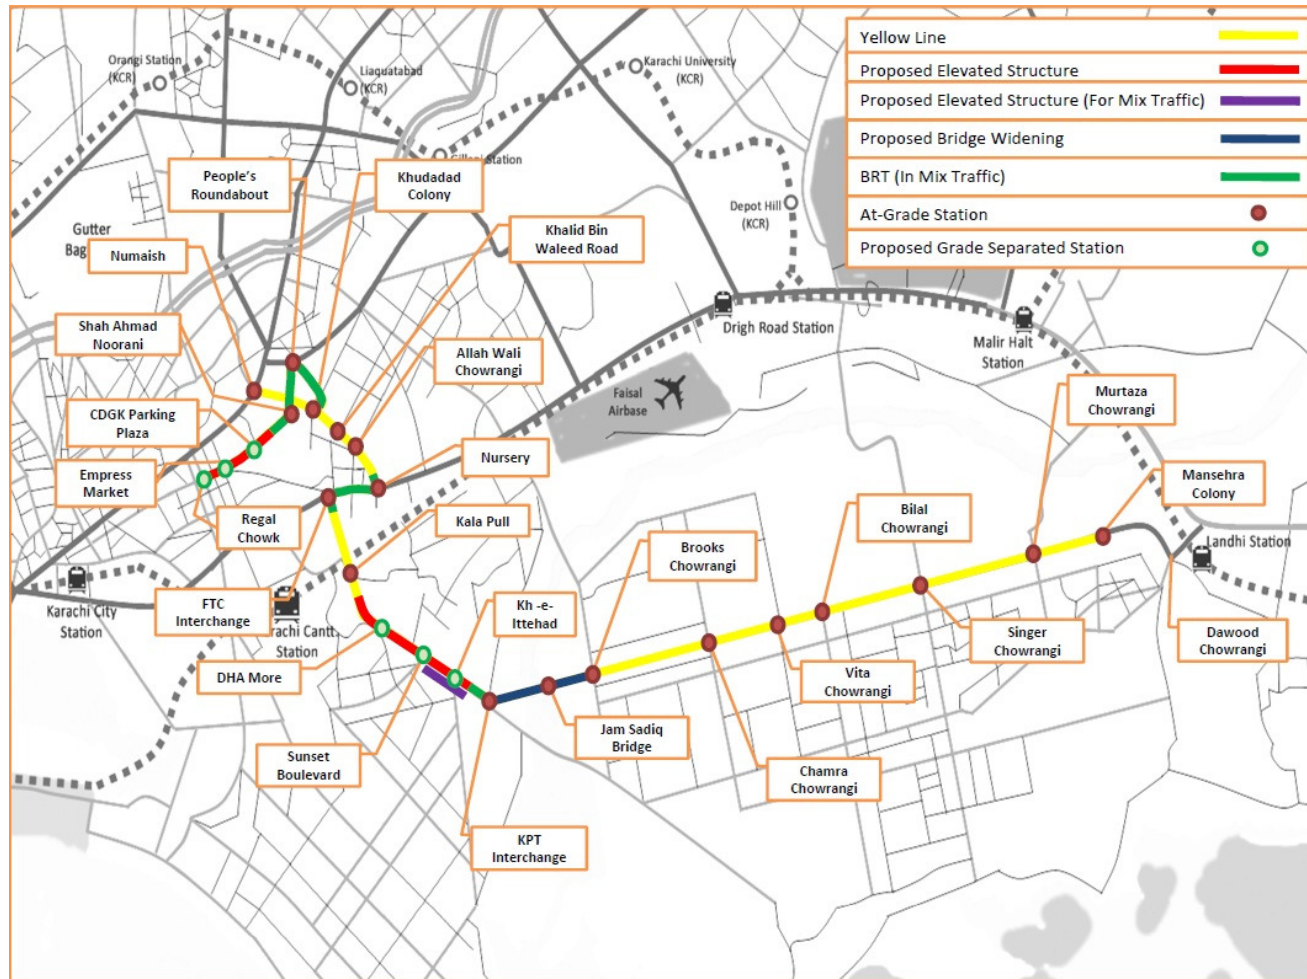 Yellow Line
Proposed Elevated Structure
Proposed Elevated Structure (For Mix Traffic)
Proposed Bridge Widening
BRT (In Mix Traffic)
At-Grade Station
Proposed Grade Separated Station
Orangi Station
(KCR)
Liaquatabad
(KCR)
Karachi University
(KCR)
Station
Depot Hill
(KCR)
People's
Roundabout
Khudadad
Colony
Gutter
Numaish
Khalid Bin
Waleed Road
Shah Ahmad
Noorani
Allah Wali
Chowrangi
Drigh Road Station
Malir Halt
Station
Faisal
Airbase
CDGK Parking
Plaza
Murtaza
Chowrangi
Empress
Market
Nursery
Mansehra
Colony
Regal
Chowk
Kala Pull
Bilal
Chowrangi
Brooks
Chowrangi
Landhi Station
Karachi City
Station
FTC
Interchange
Kh -e-
Ittehad
Station
DHA More
Singer
Chowrangi
Dawood
Chowrangi
Vita
Chowrangi
Jam Sadiq
Bridge
Sunset
Boulevard
Chamra
Chowrangi
KPT
Interchange